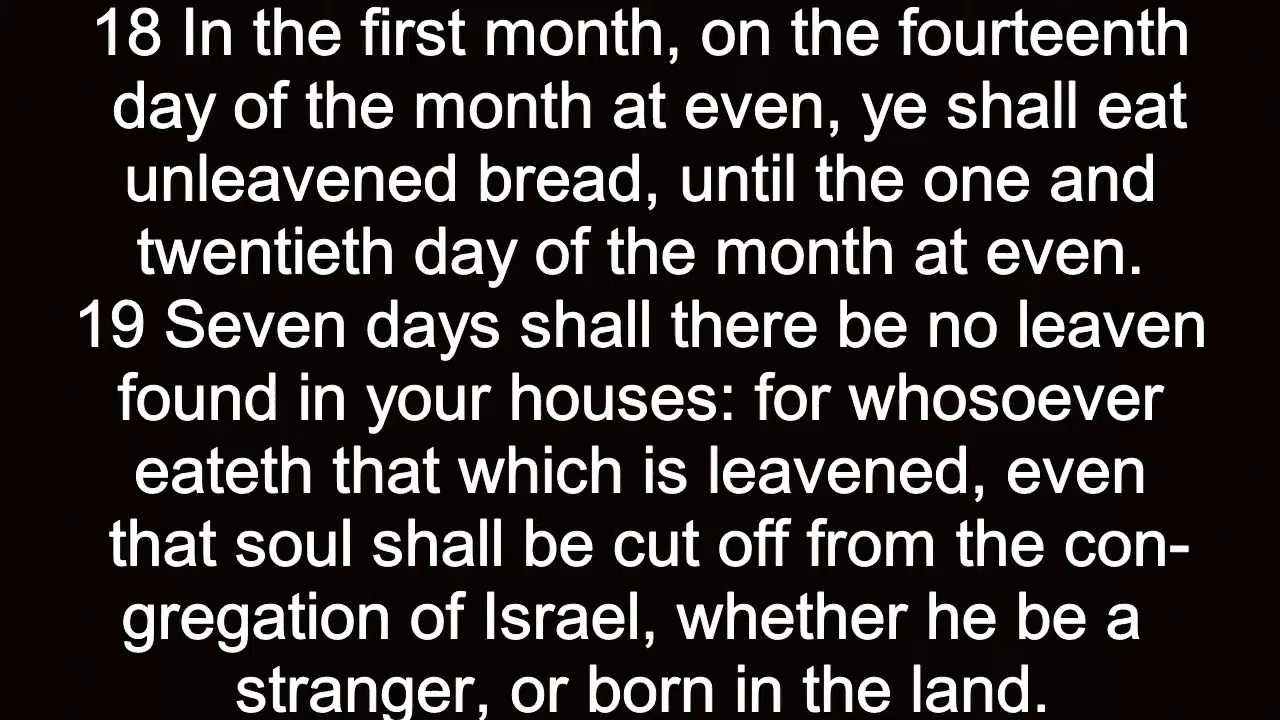 18 In the first month, on the fourteenth
day of the month at even, ye shall eat
unleavened bread, until the one and
twentieth day of the month at even.
19 Seven days shall there be no leaven
found in your houses: for whosoever
eateth that which is leavened, even
that soul shall be cut off from the con-
gregation of Israel, whether he be a
stranger, or born in the land.